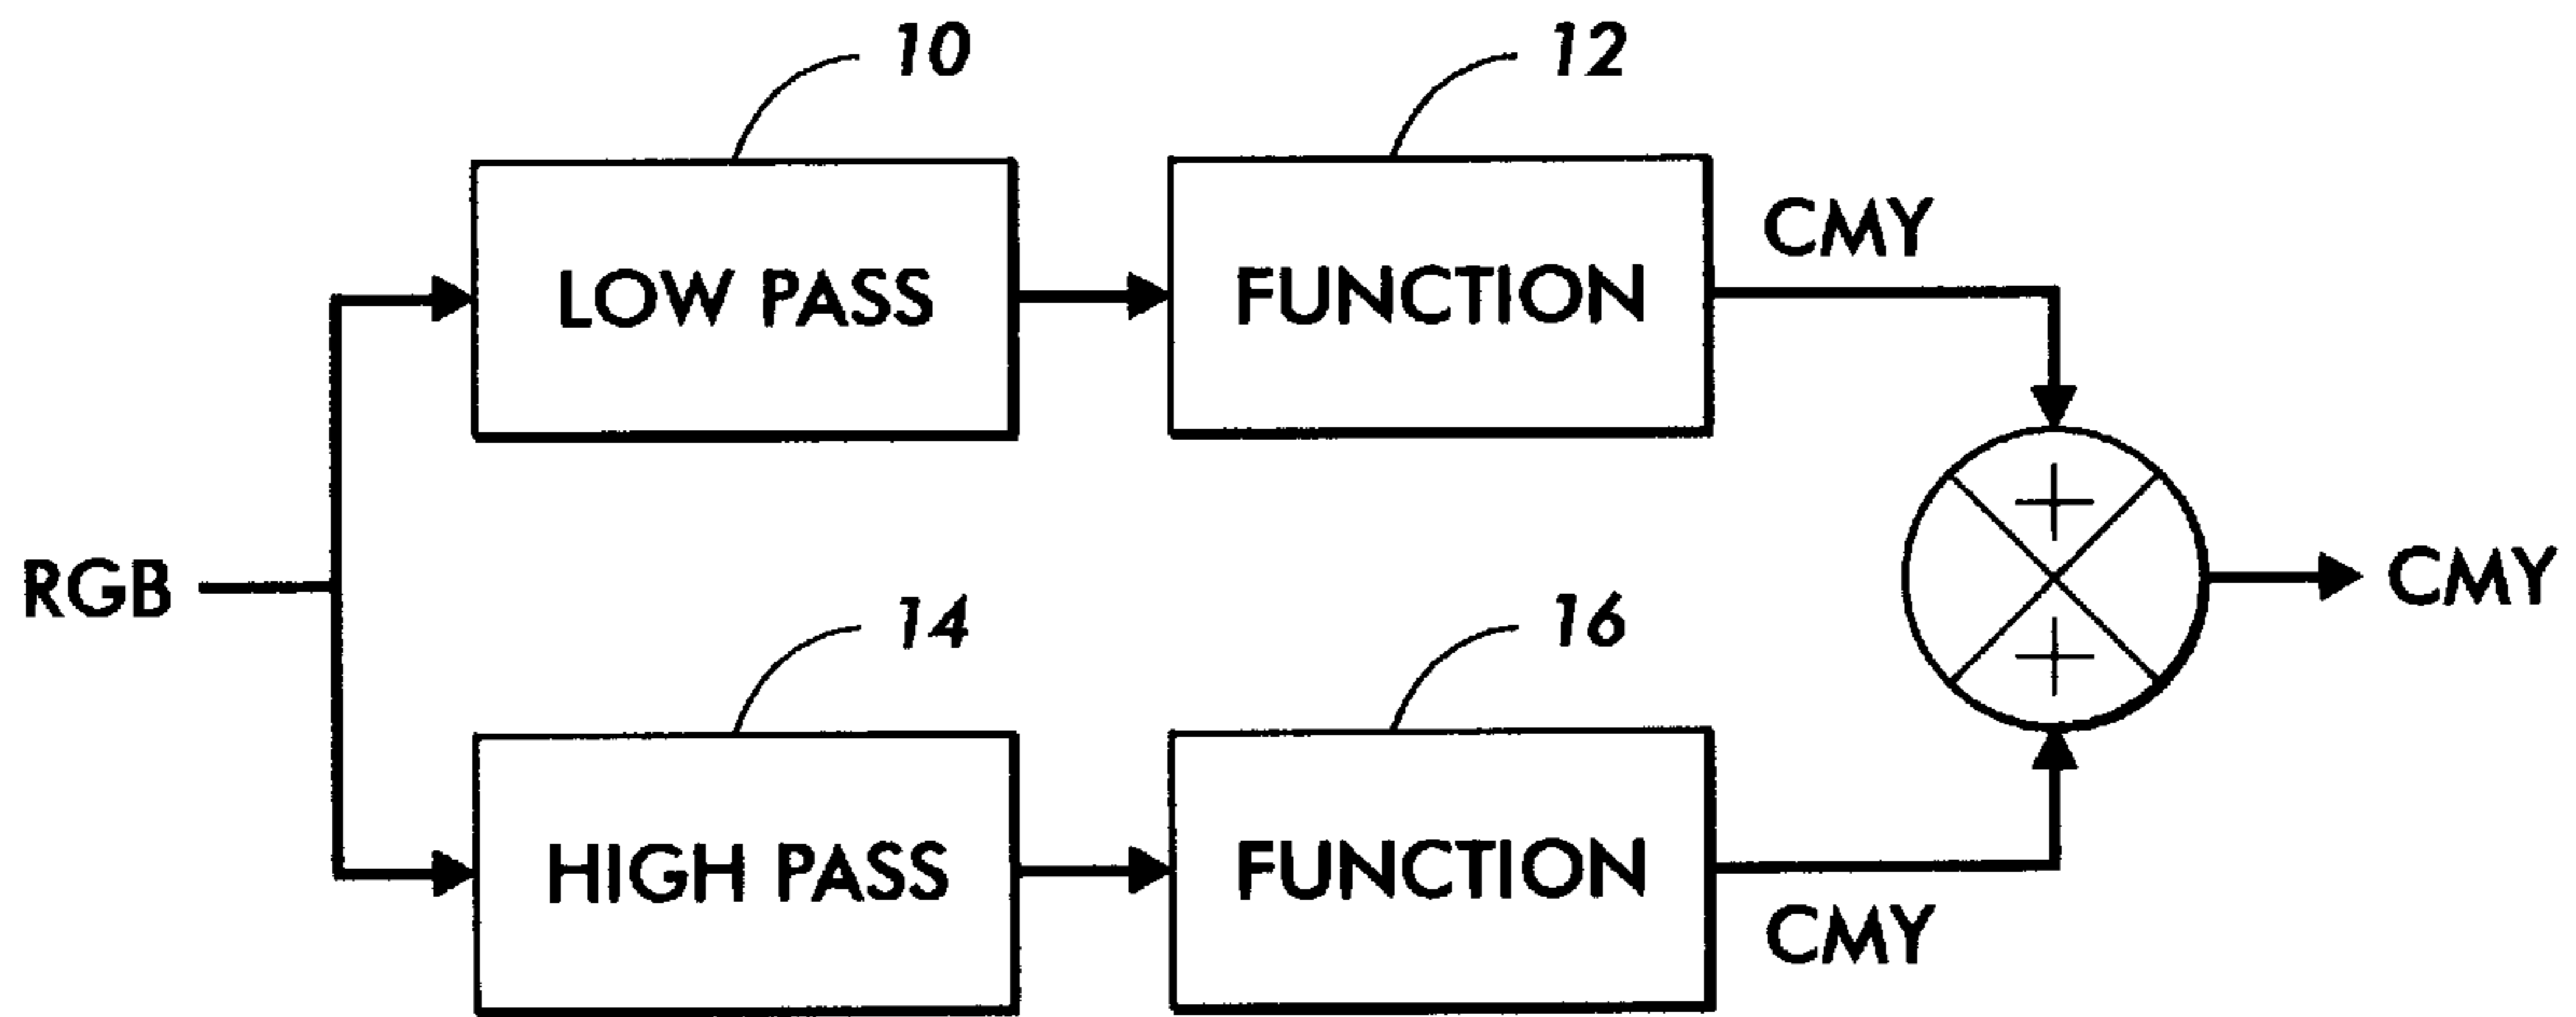 10
12
LOW PASS
FUNCTION
CMY
RGB
CMY
14
16
HIGH PASS
FUNCTION
CMY